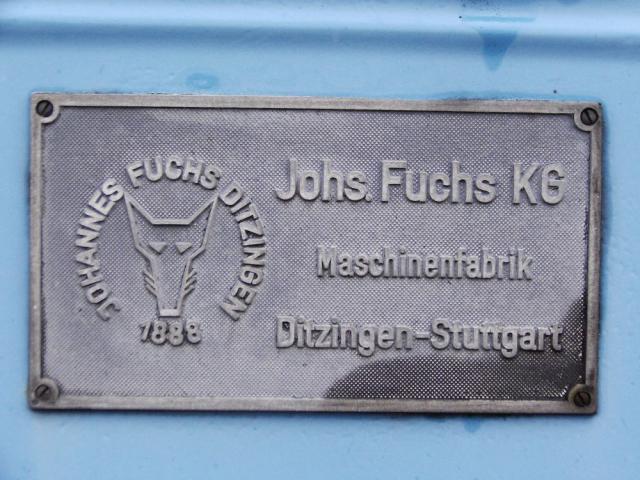 JOHANNES FUCHS DITZINGEN
1888
Johs. Fuchs KG
Maschinenfabrik
Ditzingen-Stuttgart